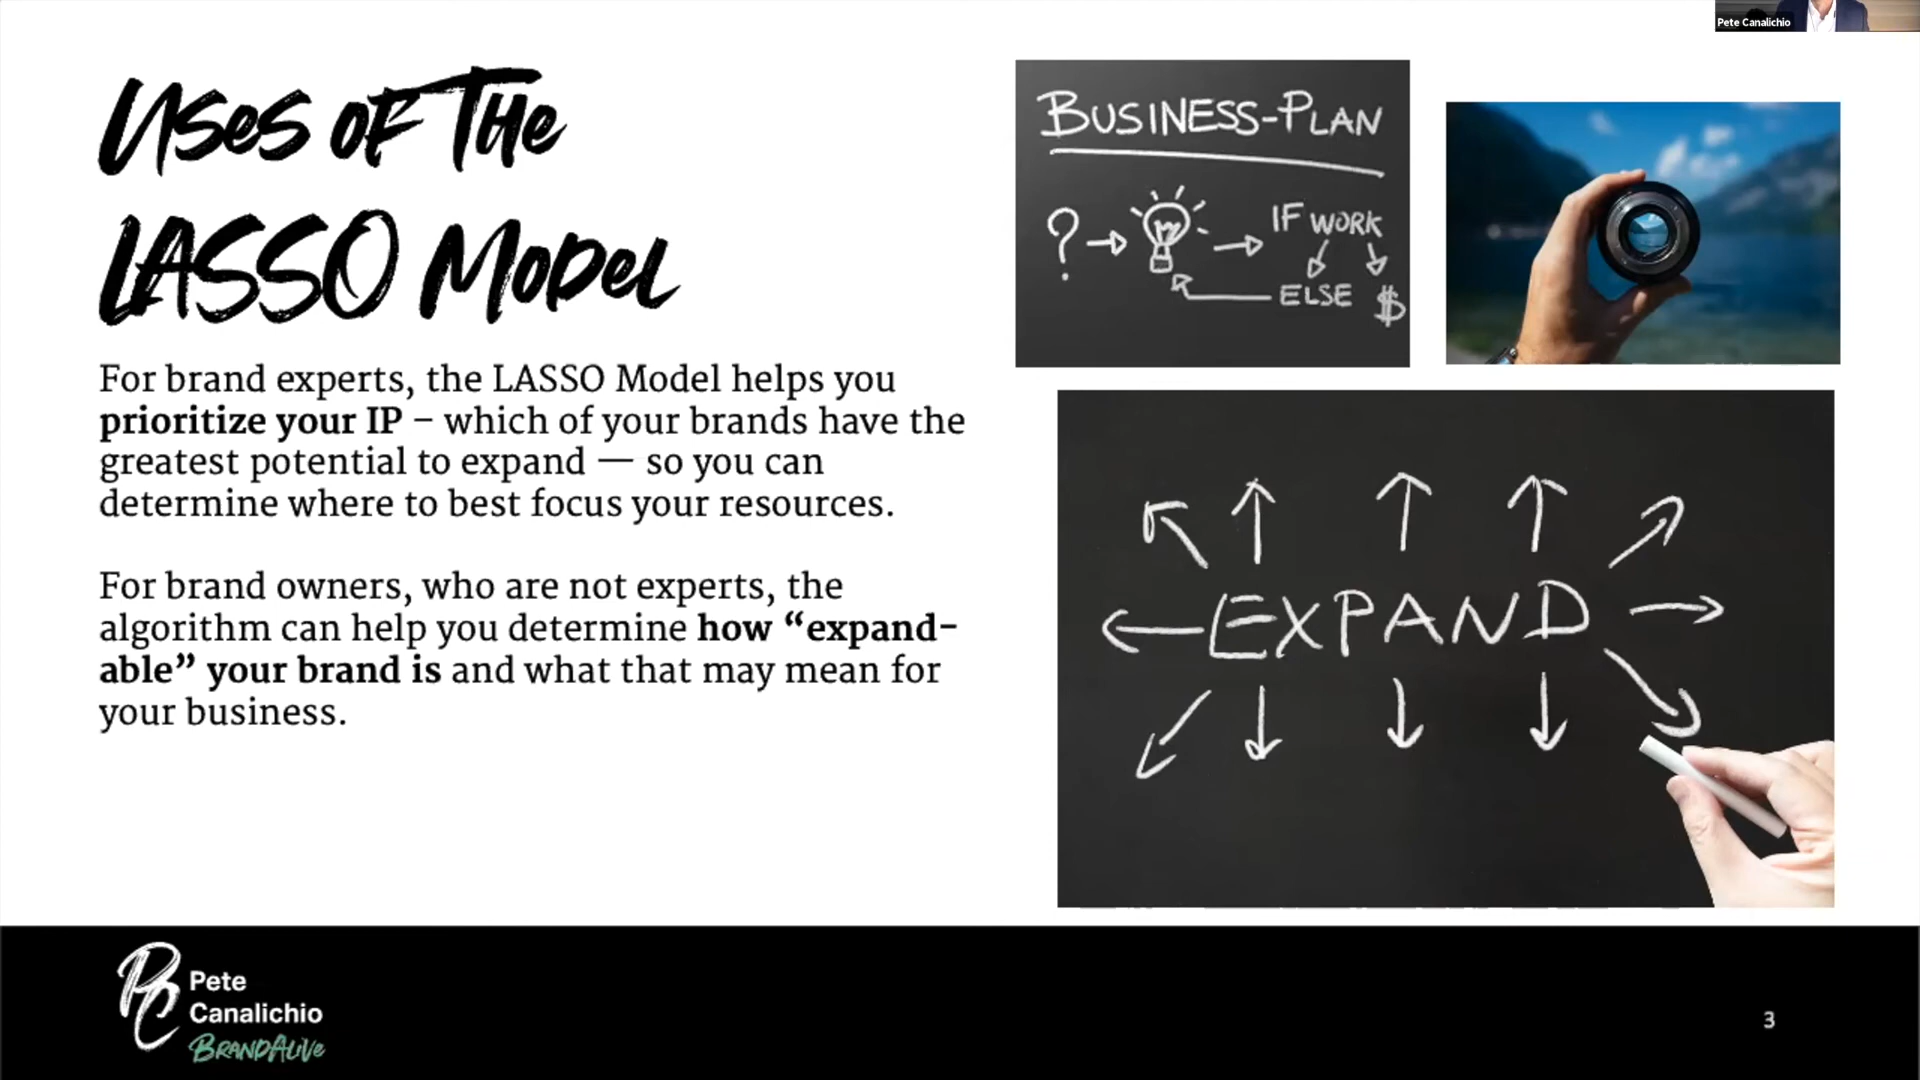 Pete Canalichio
Uses of The
LASSO Model
For brand experts, the LASSO Model helps you
prioritize your IP – which of your brands have the
greatest potential to expand — so you can
determine where to best focus your resources.
For brand owners, who are not experts, the
algorithm can help you determine how “expand-
able” your brand is and what that may mean for
your business.
BUSINESS-PLAN
? → → IF WORK
ELSE $
EXPAND
PC
Pete
Canalichio
BRANDALIVE
3